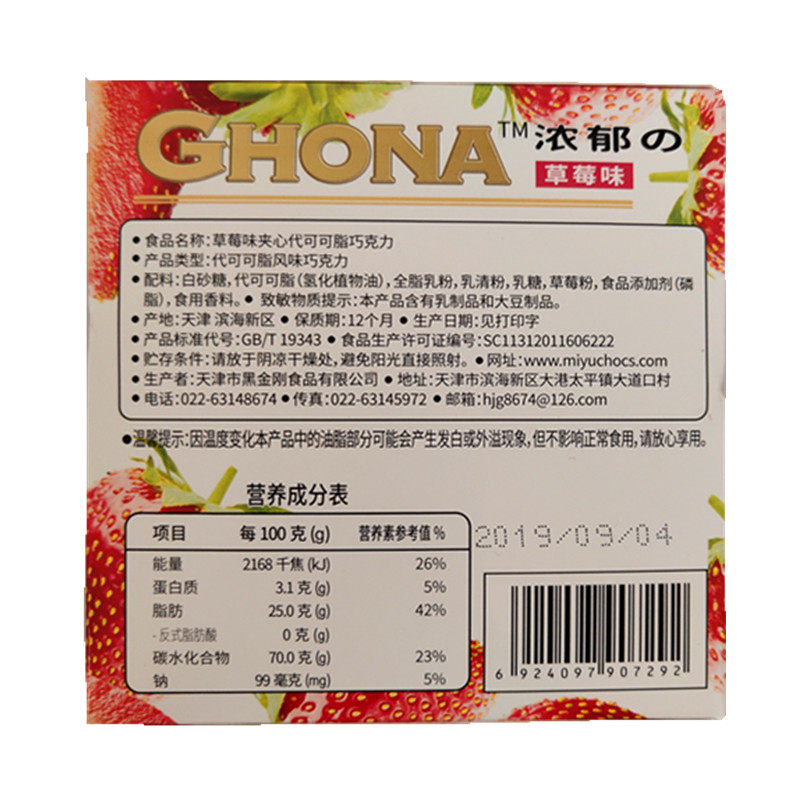 GHONA™ 浓郁の
草莓味
● 食品名称:草莓味夹心代可可脂巧克力
● 产品类型:代可可脂风味巧克力
● 配料:白砂糖,代可可脂(氢化植物油),全脂乳粉,乳清粉,乳糖,草莓粉,食品添加剂(磷
脂),食用香料。● 致敏物质提示:本产品含有乳制品和大豆制品。
● 产地:天津 滨海新区 ● 保质期:12个月 ● 生产日期:见打印字
● 产品标准代号:GB/T 19343 ● 食品生产许可证编号:SC11312011606222
● 贮存条件:请放于阴凉干燥处,避免阳光直接照射。● 网址:www.miyuchocs.com
● 生产者:天津市黑金刚食品有限公司 ● 地址:天津市滨海新区大港太平镇大道口村
● 电话:022-63148674 ● 传真:022-63145972 ● 邮箱:hjg8674@126.com
●温馨提示:因温度变化本产品中的油脂部分可能会产生发白或外溢现象,但不影响正常食用,请放心享用。
营养成分表
项目 每 100 克 (g) 营养素参考值 %
能量 2168 千焦 (kJ) 26%
蛋白质 3.1 克 (g) 5%
脂肪 25.0 克 (g) 42%
- 反式脂肪酸 0 克 (g)
碳水化合物 70.0 克 (g) 23%
钠 99 毫克 (mg) 5%
2019/09/04
6 924097 907292